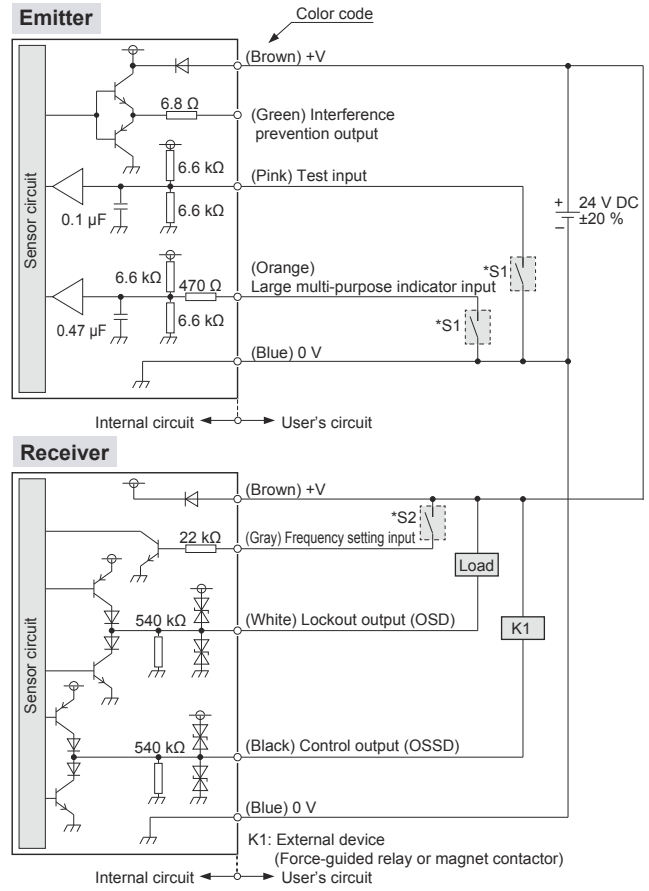 Emitter
Color code
(Brown) +V
6.8 Ω
(Green) Interference
prevention output
6.6 kΩ
(Pink) Test input
0.1 µF
6.6 kΩ
+
24 V DC
±20 %
−
Sensor circuit
6.6 kΩ
470 Ω
(Orange)
Large multi-purpose indicator input
*S1
*S1
0.47 µF
6.6 kΩ
(Blue) 0 V
Internal circuit
User's circuit
Receiver
(Brown) +V
*S2
22 kΩ
(Gray) Frequency setting input
Load
540 kΩ
(White) Lockout output (OSD)
K1
Sensor circuit
540 kΩ
(Black) Control output (OSSD)
(Blue) 0 V
K1: External device
(Force-guided relay or magnet contactor)
Internal circuit
User's circuit